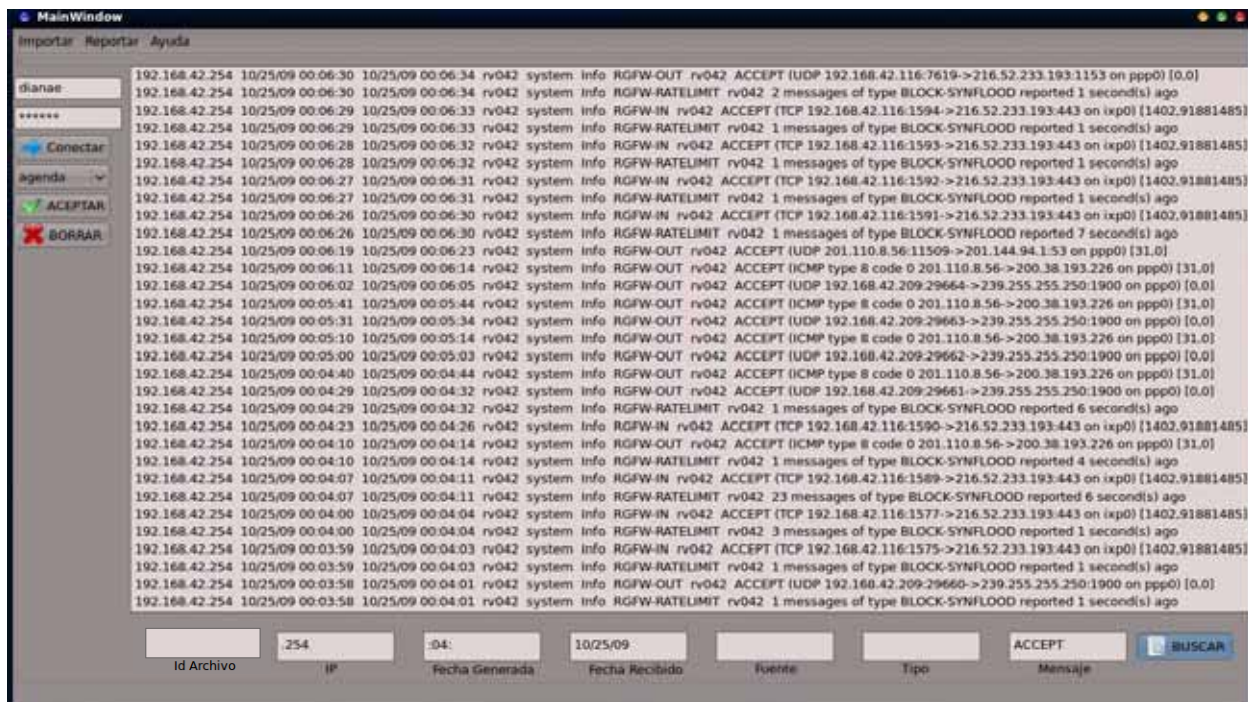 MainWindow
Importar Reportar Ayuda
dianae
******
Conectar
agenda
ACEPTAR
BORRAR
192.168.42.254 10/25/09 00:06:30 10/25/09 00:06:34 rv042 system Info RGFW-OUT rv042 ACCEPT (UDP 192.168.42.116:7619->216.52.233.193:1153 on ppp0) [0,0]
192.168.42.254 10/25/09 00:06:30 10/25/09 00:06:34 rv042 system Info RGFW-RATELIMIT rv042 2 messages of type BLOCK-SYNFLOOD reported 1 second(s) ago
192.168.42.254 10/25/09 00:06:29 10/25/09 00:06:33 rv042 system Info RGFW-IN rv042 ACCEPT (TCP 192.168.42.116:1594->216.52.233.193:443 on ixp0) [1402,91881485]
192.168.42.254 10/25/09 00:06:29 10/25/09 00:06:33 rv042 system Info RGFW-RATELIMIT rv042 1 messages of type BLOCK-SYNFLOOD reported 1 second(s) ago
192.168.42.254 10/25/09 00:06:28 10/25/09 00:06:32 rv042 system Info RGFW-IN rv042 ACCEPT (TCP 192.168.42.116:1593->216.52.233.193:443 on ixp0) [1402,91881485]
192.168.42.254 10/25/09 00:06:28 10/25/09 00:06:32 rv042 system Info RGFW-RATELIMIT rv042 1 messages of type BLOCK-SYNFLOOD reported 1 second(s) ago
192.168.42.254 10/25/09 00:06:27 10/25/09 00:06:31 rv042 system Info RGFW-IN rv042 ACCEPT (TCP 192.168.42.116:1592->216.52.233.193:443 on ixp0) [1402,91881485]
192.168.42.254 10/25/09 00:06:27 10/25/09 00:06:31 rv042 system Info RGFW-RATELIMIT rv042 1 messages of type BLOCK-SYNFLOOD reported 1 second(s) ago
192.168.42.254 10/25/09 00:06:26 10/25/09 00:06:30 rv042 system Info RGFW-IN rv042 ACCEPT (TCP 192.168.42.116:1591->216.52.233.193:443 on ixp0) [1402,91881485]
192.168.42.254 10/25/09 00:06:26 10/25/09 00:06:30 rv042 system Info RGFW-RATELIMIT rv042 1 messages of type BLOCK-SYNFLOOD reported 7 second(s) ago
192.168.42.254 10/25/09 00:06:19 10/25/09 00:06:23 rv042 system Info RGFW-OUT rv042 ACCEPT (UDP 201.110.8.56:11509->201.144.94.1:53 on ppp0) [31,0]
192.168.42.254 10/25/09 00:06:11 10/25/09 00:06:14 rv042 system Info RGFW-OUT rv042 ACCEPT (ICMP type 8 code 0 201.110.8.56->200.38.193.226 on ppp0) [31,0]
192.168.42.254 10/25/09 00:06:02 10/25/09 00:06:05 rv042 system Info RGFW-OUT rv042 ACCEPT (UDP 192.168.42.209:29664->239.255.255.250:1900 on ppp0) [0,0]
192.168.42.254 10/25/09 00:05:41 10/25/09 00:05:44 rv042 system Info RGFW-OUT rv042 ACCEPT (ICMP type 8 code 0 201.110.8.56->200.38.193.226 on ppp0) [31,0]
192.168.42.254 10/25/09 00:05:31 10/25/09 00:05:34 rv042 system Info RGFW-OUT rv042 ACCEPT (UDP 192.168.42.209:29663->239.255.255.250:1900 on ppp0) [0,0]
192.168.42.254 10/25/09 00:05:10 10/25/09 00:05:14 rv042 system Info RGFW-OUT rv042 ACCEPT (ICMP type 8 code 0 201.110.8.56->200.38.193.226 on ppp0) [31,0]
192.168.42.254 10/25/09 00:05:00 10/25/09 00:05:03 rv042 system Info RGFW-OUT rv042 ACCEPT (UDP 192.168.42.209:29662->239.255.255.250:1900 on ppp0) [0,0]
192.168.42.254 10/25/09 00:04:40 10/25/09 00:04:44 rv042 system Info RGFW-OUT rv042 ACCEPT (ICMP type 8 code 0 201.110.8.56->200.38.193.226 on ppp0) [31,0]
192.168.42.254 10/25/09 00:04:29 10/25/09 00:04:32 rv042 system Info RGFW-OUT rv042 ACCEPT (UDP 192.168.42.209:29661->239.255.255.250:1900 on ppp0) [0,0]
192.168.42.254 10/25/09 00:04:29 10/25/09 00:04:32 rv042 system Info RGFW-RATELIMIT rv042 1 messages of type BLOCK-SYNFLOOD reported 6 second(s) ago
192.168.42.254 10/25/09 00:04:23 10/25/09 00:04:26 rv042 system Info RGFW-IN rv042 ACCEPT (TCP 192.168.42.116:1590->216.52.233.193:443 on ixp0) [1402,91881485]
192.168.42.254 10/25/09 00:04:10 10/25/09 00:04:14 rv042 system Info RGFW-OUT rv042 ACCEPT (ICMP type 8 code 0 201.110.8.56->200.38.193.226 on ppp0) [31,0]
192.168.42.254 10/25/09 00:04:10 10/25/09 00:04:14 rv042 system Info RGFW-RATELIMIT rv042 1 messages of type BLOCK-SYNFLOOD reported 4 second(s) ago
192.168.42.254 10/25/09 00:04:07 10/25/09 00:04:11 rv042 system Info RGFW-IN rv042 ACCEPT (TCP 192.168.42.116:1589->216.52.233.193:443 on ixp0) [1402,91881485]
192.168.42.254 10/25/09 00:04:07 10/25/09 00:04:11 rv042 system Info RGFW-RATELIMIT rv042 23 messages of type BLOCK-SYNFLOOD reported 6 second(s) ago
192.168.42.254 10/25/09 00:04:00 10/25/09 00:04:04 rv042 system Info RGFW-IN rv042 ACCEPT (TCP 192.168.42.116:1577->216.52.233.193:443 on ixp0) [1402,91881485]
192.168.42.254 10/25/09 00:04:00 10/25/09 00:04:04 rv042 system Info RGFW-RATELIMIT rv042 3 messages of type BLOCK-SYNFLOOD reported 1 second(s) ago
192.168.42.254 10/25/09 00:03:59 10/25/09 00:04:03 rv042 system Info RGFW-IN rv042 ACCEPT (TCP 192.168.42.116:1575->216.52.233.193:443 on ixp0) [1402,91881485]
192.168.42.254 10/25/09 00:03:59 10/25/09 00:04:03 rv042 system Info RGFW-RATELIMIT rv042 1 messages of type BLOCK-SYNFLOOD reported 1 second(s) ago
192.168.42.254 10/25/09 00:03:58 10/25/09 00:04:01 rv042 system Info RGFW-OUT rv042 ACCEPT (UDP 192.168.42.209:29660->239.255.255.250:1900 on ppp0) [0,0]
192.168.42.254 10/25/09 00:03:58 10/25/09 00:04:01 rv042 system Info RGFW-RATELIMIT rv042 1 messages of type BLOCK-SYNFLOOD reported 1 second(s) ago
.254 :04: 10/25/09 ACCEPT BUSCAR
Id Archivo IP Fecha Generada Fecha Recibido Fuente Tipo Mensaje